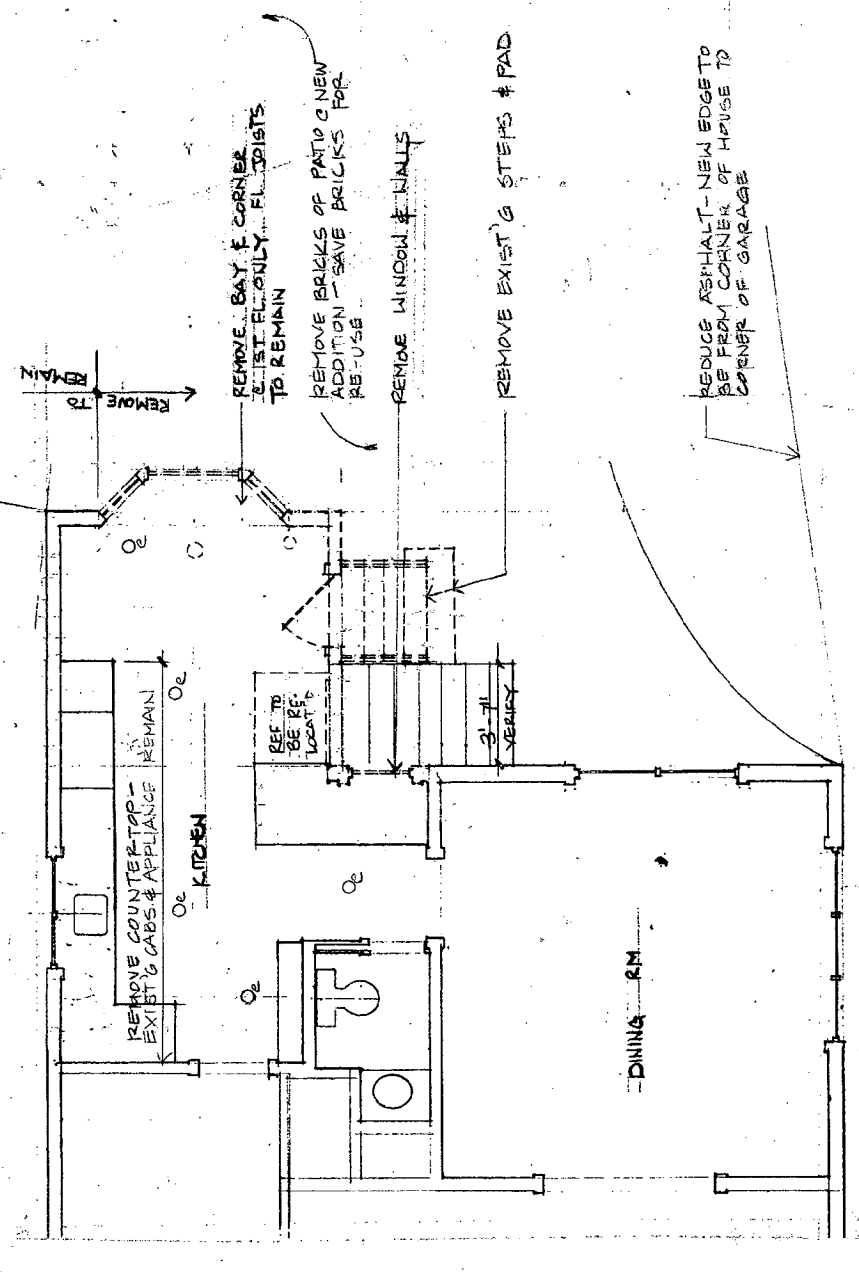 REMOVE BAY & CORNER
@ 1ST FL. ONLY. FL. JOISTS
TO REMAIN
REMOVE BRICKS OF PATIO @ NEW
ADDITION - SAVE BRICKS FOR
RE-USE
REMOVE WINDOW & WALLS
REMOVE EXIST'G STEPS & PAD
REDUCE ASPHALT - NEW EDGE TO
BE FROM CORNER OF HOUSE TO
CORNER OF GARAGE
REMAIN
TO
REMOVE
REMOVE COUNTERTOP -
EXIST'G CABS & APPLIANCE REMAIN
KITCHEN
REF TO
BE RE-
LOCAT'D
3'-7"
VERIFY
DINING RM
e
e
e
e
e